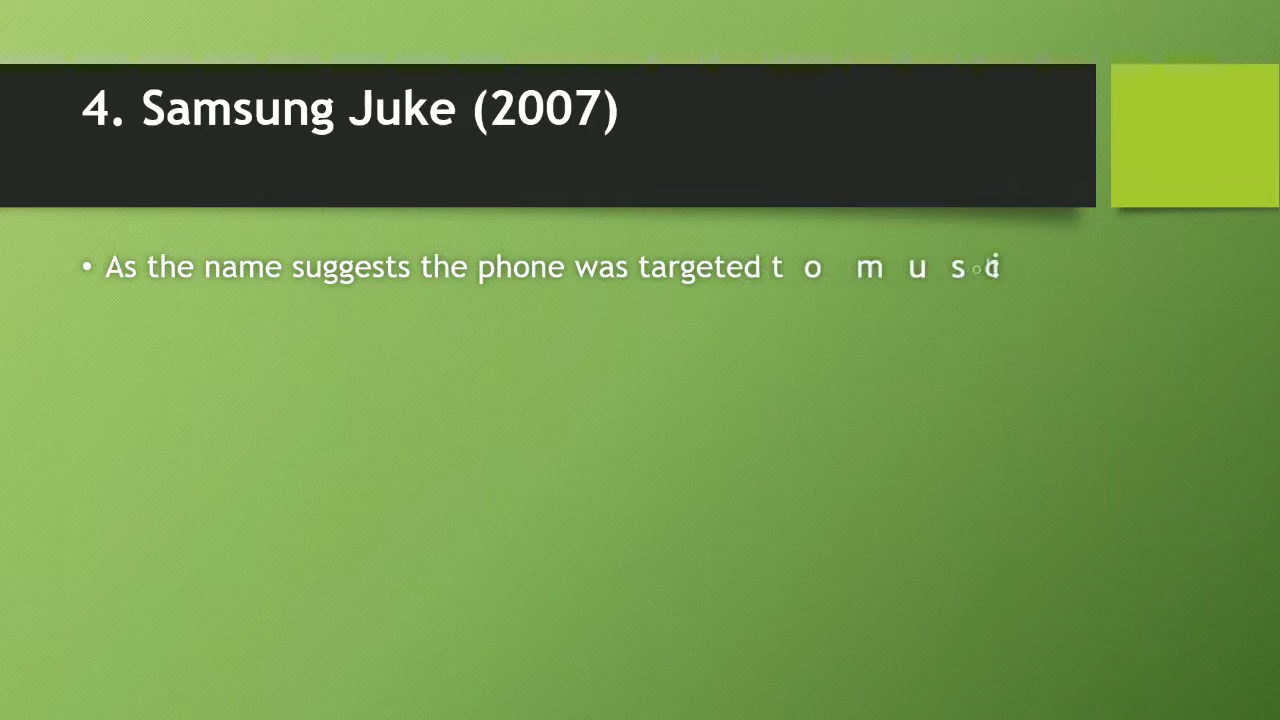 4. Samsung Juke (2007)
• As the name suggests the phone was targeted to